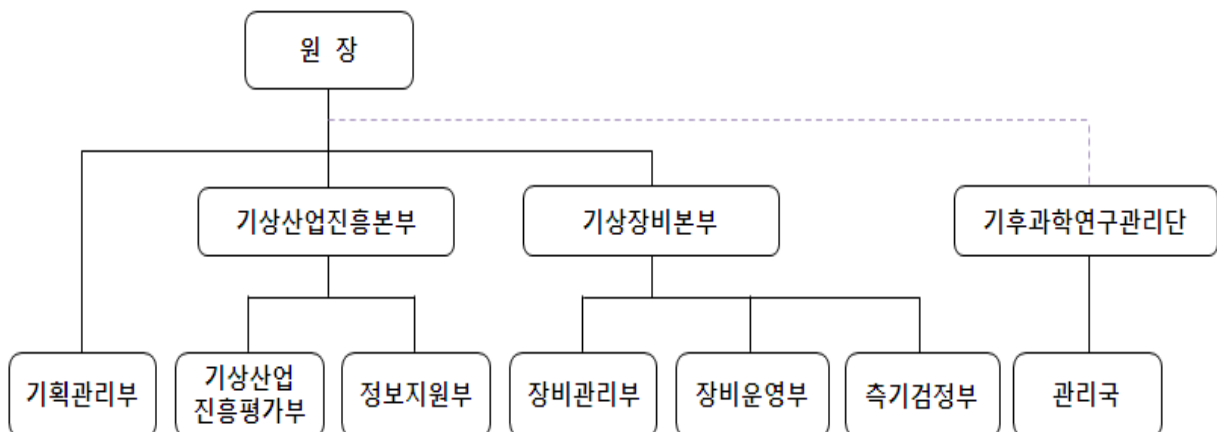 원 장
기상산업진흥본부
기상장비본부
기후과학연구관리단
기획관리부
기상산업
진흥평가부
정보지원부
장비관리부
장비운영부
측기검정부
관리국